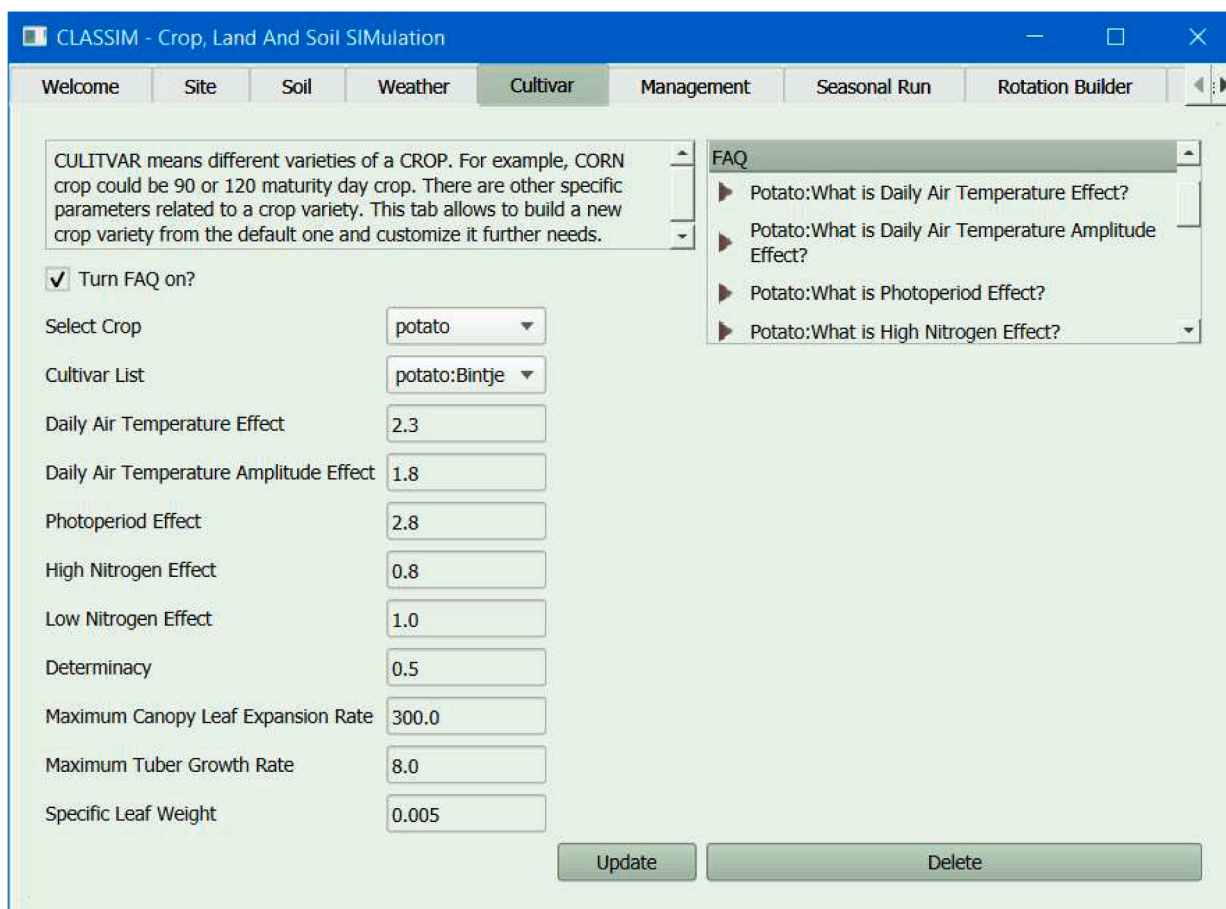 CLASSIM - Crop, Land And Soil SIMulation
Welcome Site Soil Weather Cultivar Management Seasonal Run Rotation Builder
CULITVAR means different varieties of a CROP. For example, CORN
crop could be 90 or 120 maturity day crop. There are other specific
parameters related to a crop variety. This tab allows to build a new
crop variety from the default one and customize it further needs.
FAQ
Potato:What is Daily Air Temperature Effect?
Potato:What is Daily Air Temperature Amplitude
Effect?
Potato:What is Photoperiod Effect?
Potato:What is High Nitrogen Effect?
Turn FAQ on?
Select Crop potato
Cultivar List potato:Bintje
Daily Air Temperature Effect 2.3
Daily Air Temperature Amplitude Effect 1.8
Photoperiod Effect 2.8
High Nitrogen Effect 0.8
Low Nitrogen Effect 1.0
Determinacy 0.5
Maximum Canopy Leaf Expansion Rate 300.0
Maximum Tuber Growth Rate 8.0
Specific Leaf Weight 0.005
Update Delete